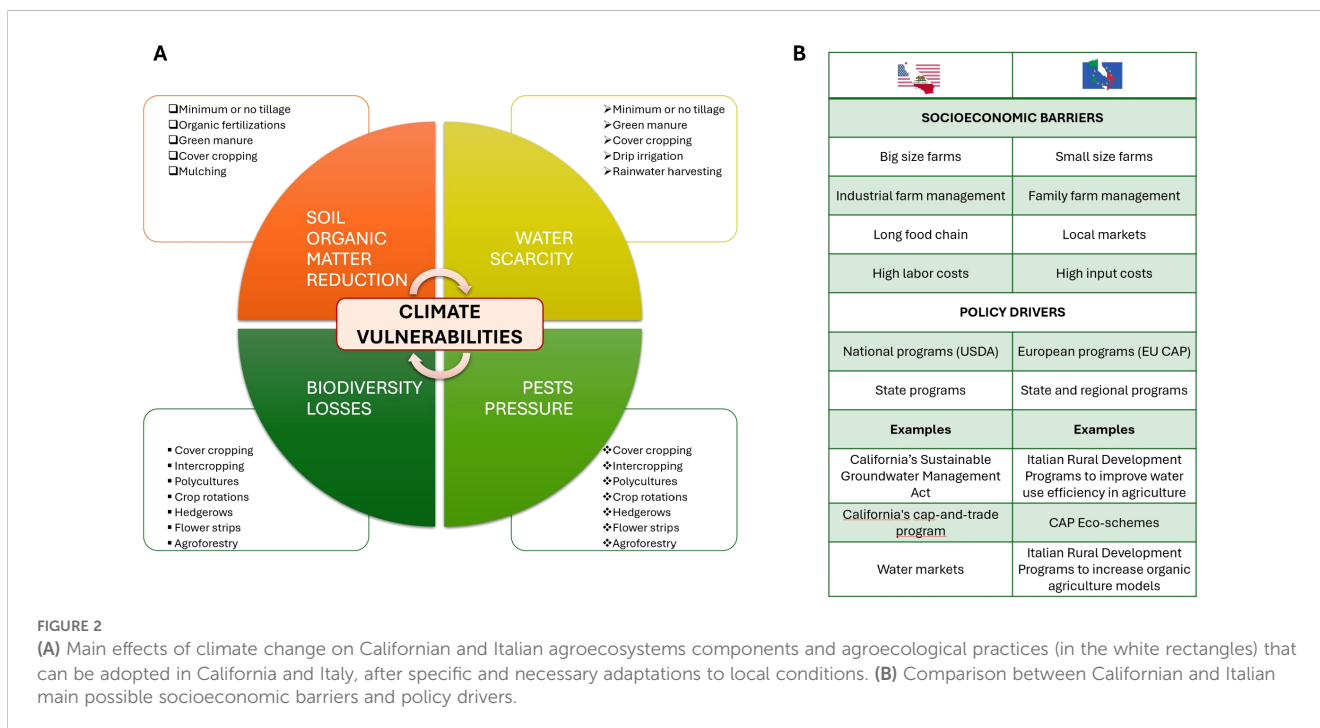 A
Minimum or no tillage
Organic fertilizations
Green manure
Cover cropping
Mulching
Minimum or no tillage
Green manure
Cover cropping
Drip irrigation
Rainwater harvesting
SOIL
ORGANIC
MATTER
REDUCTION
WATER
SCARCITY
CLIMATE
VULNERABILITIES
BIODIVERSITY
LOSSES
PESTS
PRESSURE
Cover cropping
Intercropping
Polycultures
Crop rotations
Hedgerows
Flower strips
Agroforestry
Cover cropping
Intercropping
Polycultures
Crop rotations
Hedgerows
Flower strips
Agroforestry
B
SOCIOECONOMIC BARRIERS
Big size farms
Small size farms
Industrial farm management
Family farm management
Long food chain
Local markets
High labor costs
High input costs
POLICY DRIVERS
National programs (USDA)
European programs (EU CAP)
State programs
State and regional programs
Examples
Examples
California's Sustainable
Groundwater Management
Act
Italian Rural Development
Programs to improve water
use efficiency in agriculture
California's cap-and-trade
program
CAP Eco-schemes
Water markets
Italian Rural Development
Programs to increase organic
agriculture models
FIGURE 2
(A) Main effects of climate change on Californian and Italian agroecosystems components and agroecological practices (in the white rectangles) that
can be adopted in California and Italy, after specific and necessary adaptations to local conditions. (B) Comparison between Californian and Italian
main possible socioeconomic barriers and policy drivers.